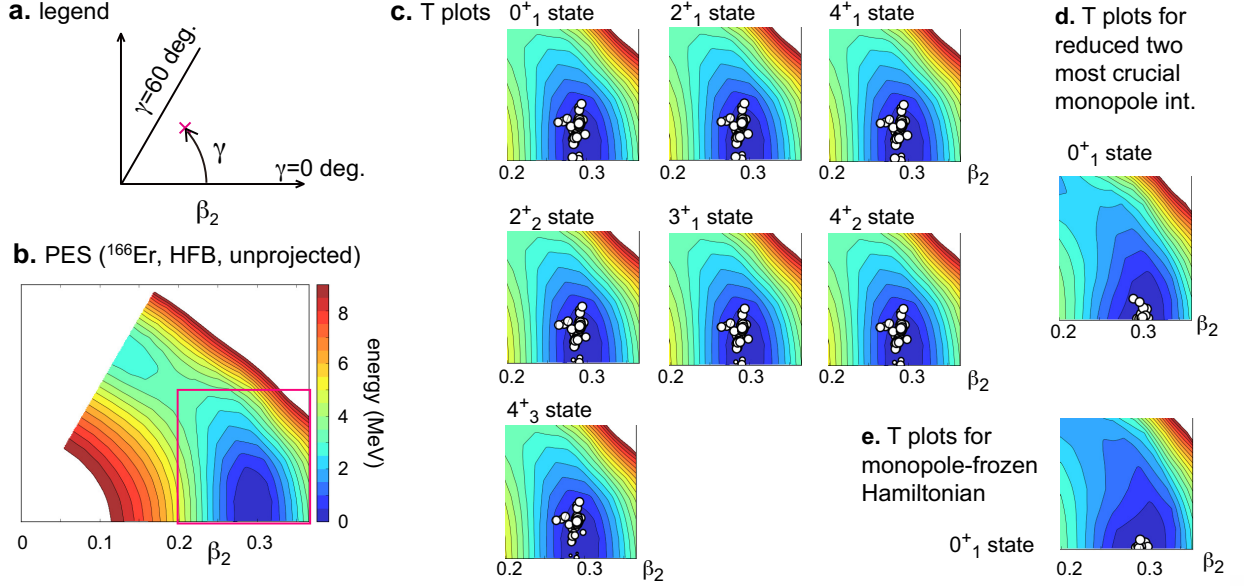 a. legend
γ=60 deg.
γ
γ=0 deg.
β₂
b. PES (¹⁶⁶Er, HFB, unprojected)
8
6
4
2
0
energy (MeV)
0 0.1 0.2 0.3
β₂
c. T plots
0⁺₁ state 2⁺₁ state 4⁺₁ state
0.2 0.3 0.2 0.3 0.2 0.3 β₂
2⁺₂ state 3⁺₁ state 4⁺₂ state
0.2 0.3 0.2 0.3 0.2 0.3 β₂
4⁺₃ state
0.2 0.3 β₂
d. T plots for
reduced two
most crucial
monopole int.
0⁺₁ state
0.2 0.3 β₂
e. T plots for
monopole-frozen
Hamiltonian
0⁺₁ state
0.2 0.3 β₂